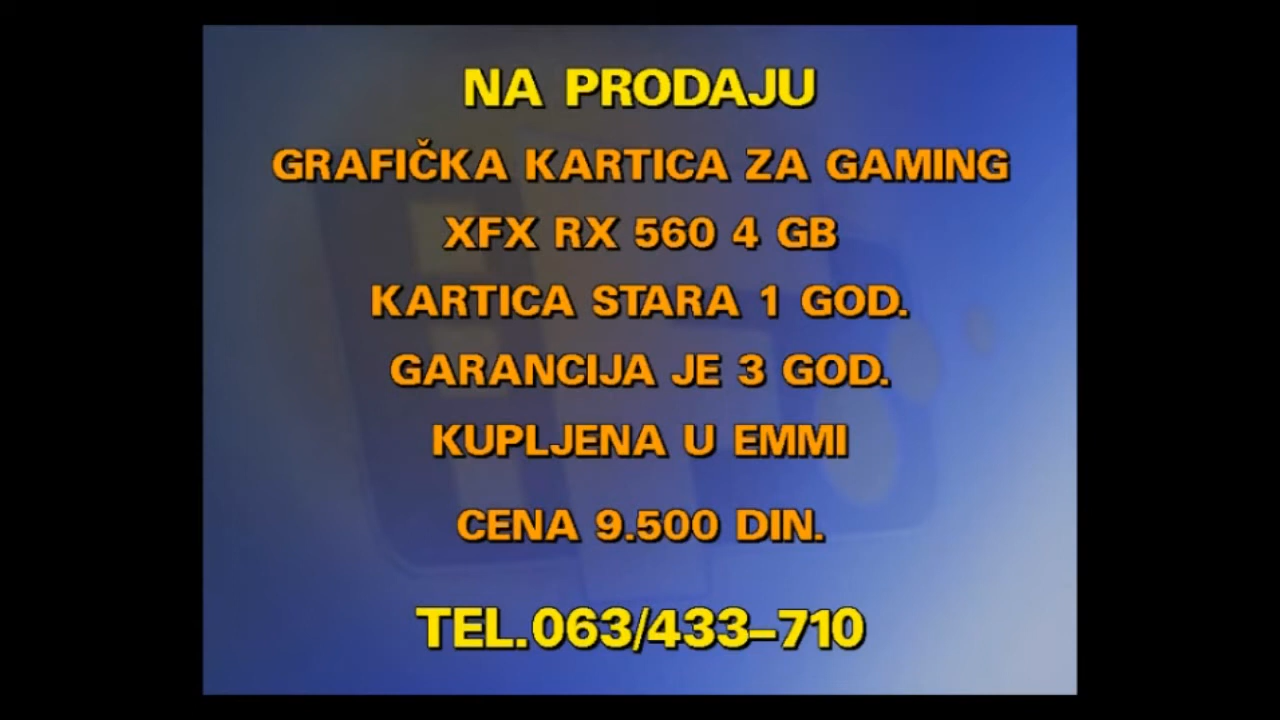 NA PRODAJU
GRAFIČKA KARTICA ZA GAMING
XFX RX 560 4 GB
KARTICA STARA 1 GOD.
GARANCIJA JE 3 GOD.
KUPLJENA U EMMI
CENA 9.500 DIN.
TEL.063/433-710